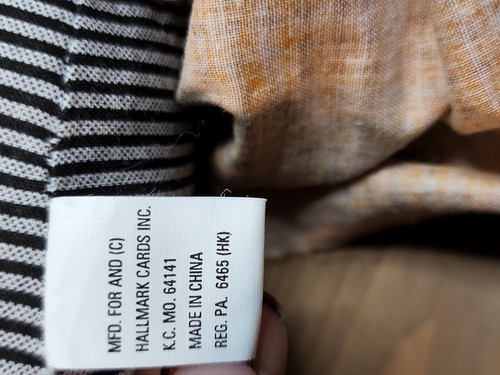 MFD. FOR AND (C)
HALLMARK CARDS INC.
K.C. MO. 64141
MADE IN CHINA
REG. PA. 6465 (HK)